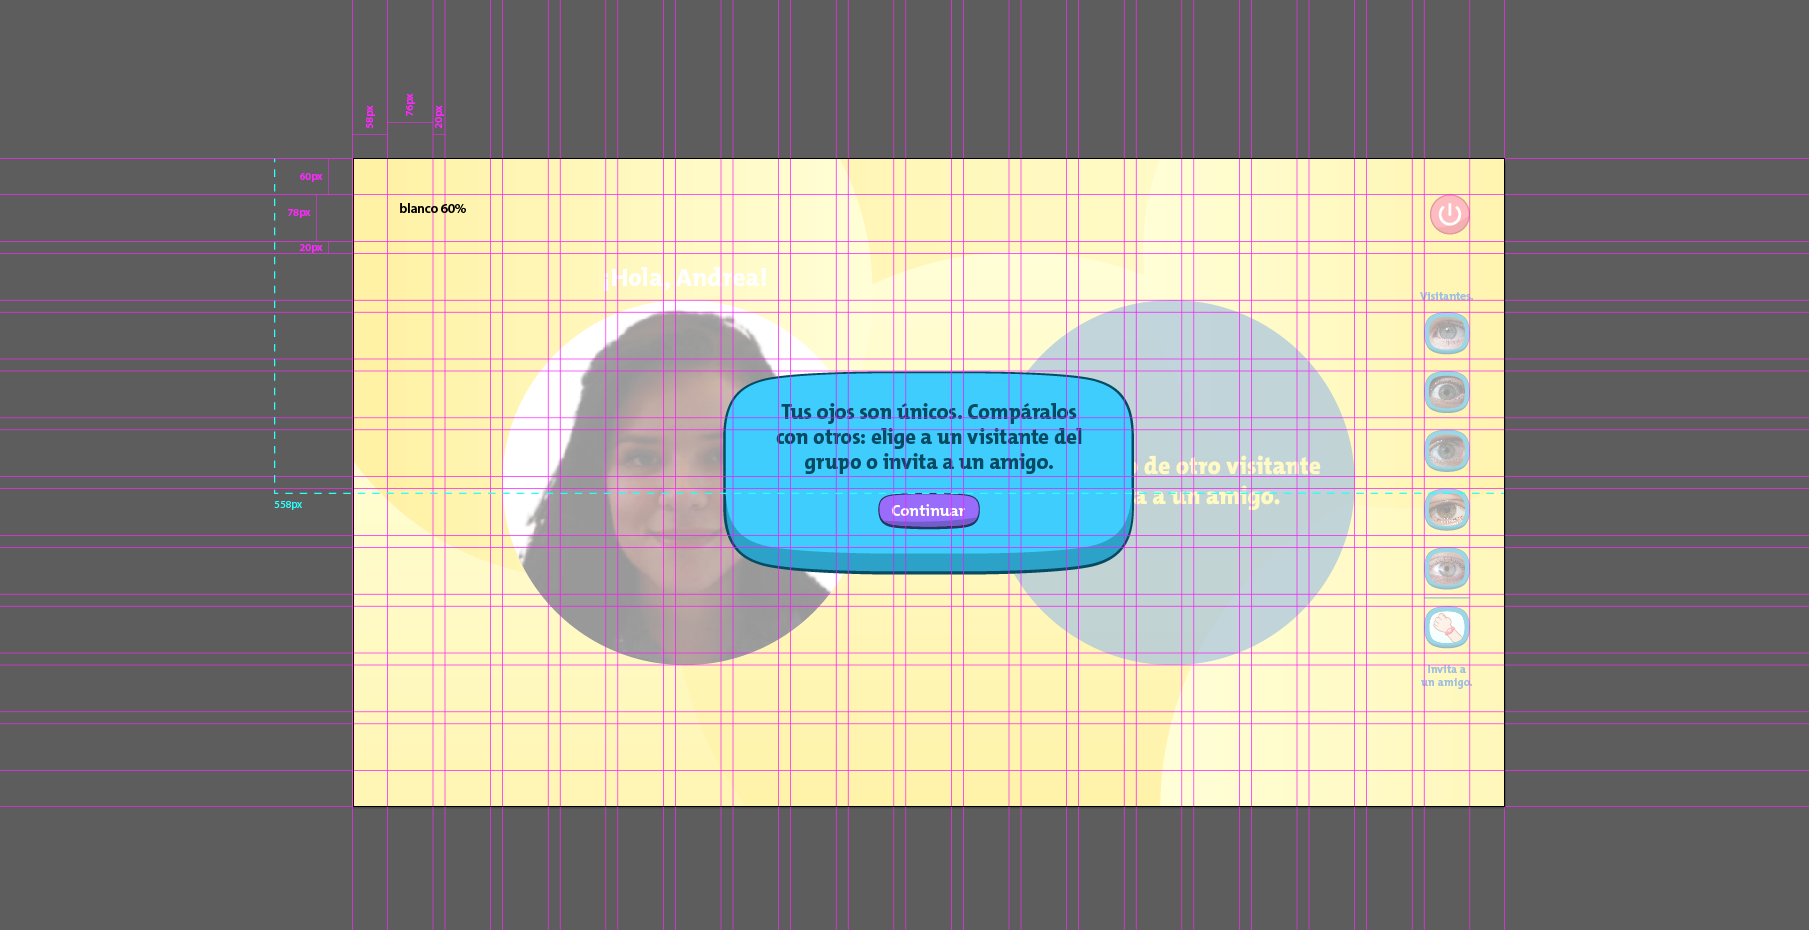 58px
76px
20px
60px
78px
20px
558px
blanco 60%
¡Hola, Andrea!
Visitantes.
Tus ojos son únicos. Compáralos
con otros: elige a un visitante del
grupo o invita a un amigo.
Continuar
de otro visitante
a un amigo.
Invita a
un amigo.